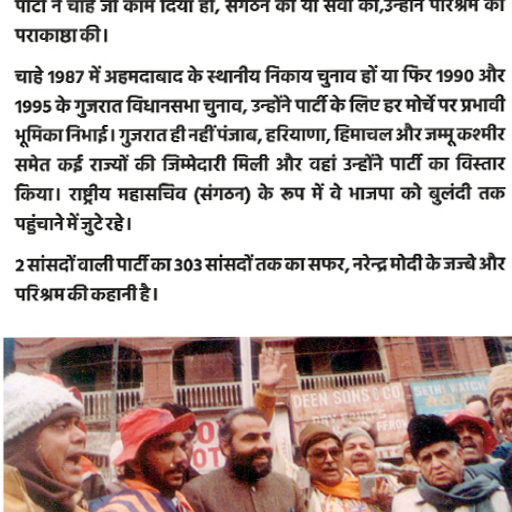 पार्टी ने चाहे जो काम दिया हो, संगठन का या सेवा का,उन्होंने परिश्रम की
पराकाष्ठा की।
चाहे 1987 में अहमदाबाद के स्थानीय निकाय चुनाव हों या फिर 1990 और
1995 के गुजरात विधानसभा चुनाव, उन्होंने पार्टी के लिए हर मोर्चे पर प्रभावी
भूमिका निभाई। गुजरात ही नहीं पंजाब, हरियाणा, हिमाचल और जम्मू कश्मीर
समेत कई राज्यों की जिम्मेदारी मिली और वहां उन्होंने पार्टी का विस्तार
किया। राष्ट्रीय महासचिव (संगठन) के रूप में वे भाजपा को बुलंदी तक
पहुंचाने में जुटे रहे।
2 सांसदों वाली पार्टी का 303 सांसदों तक का सफर, नरेन्द्र मोदी के जज्बे और
परिश्रम की कहानी है।
DEEN SONS & CO
SETHI WATCH